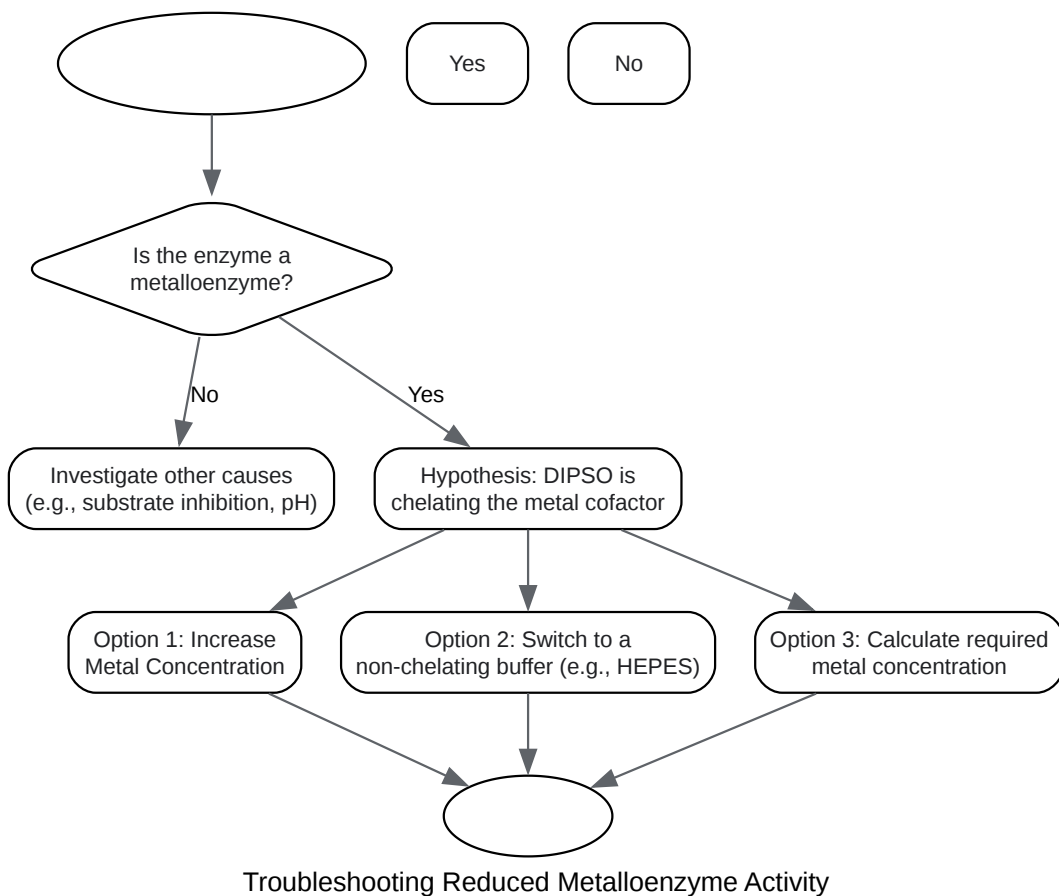 Yes
No
Is the enzyme a
metalloenzyme?
No
Yes
Investigate other causes
(e.g., substrate inhibition, pH)
Hypothesis: DIPSO is
chelating the metal cofactor
Option 1: Increase
Metal Concentration
Option 2: Switch to a
non-chelating buffer (e.g., HEPES)
Option 3: Calculate required
metal concentration
Troubleshooting Reduced Metalloenzyme Activity